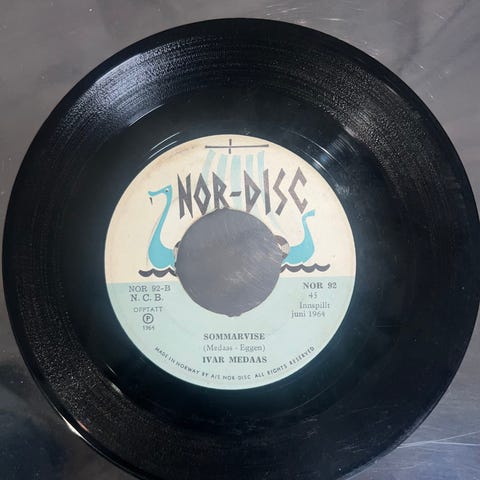 NOR-DISC
NOR 92-B
N. C. B.
OPPTATT
P
1964
NOR 92
45
Innspilt
juni 1964
SOMMARVISE
(Medaas - Eggen)
IVAR MEDAAS
MADE IN NORWAY BY A/S NOR-DISC ALL RIGHTS RESERVED